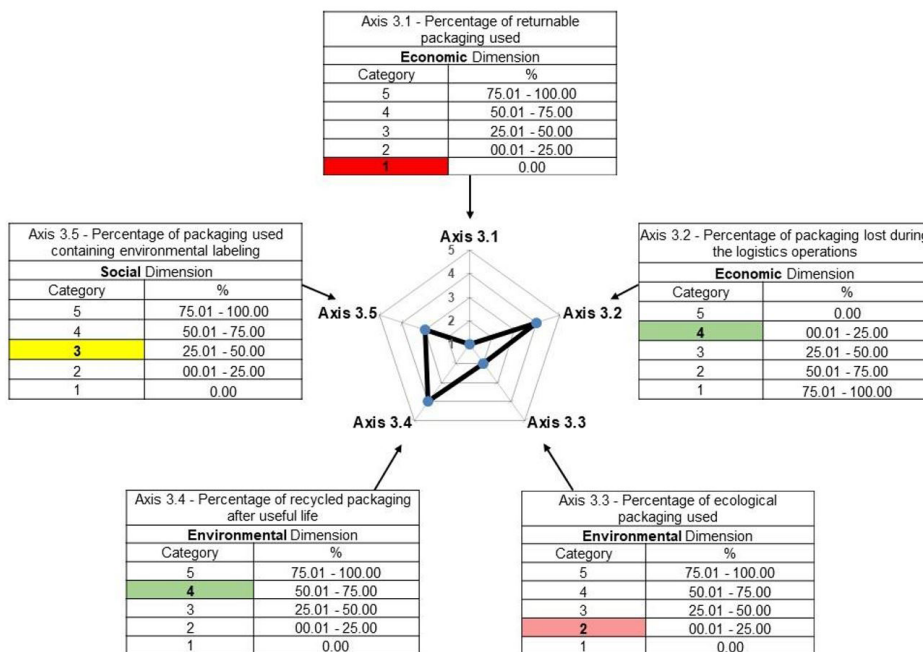 Axis 3.1 - Percentage of returnable
packaging used
Economic Dimension
Category %
5 75.01 - 100.00
4 50.01 - 75.00
3 25.01 - 50.00
2 00.01 - 25.00
1 0.00
Axis 3.5 - Percentage of packaging used
containing environmental labeling
Social Dimension
Category %
5 75.01 - 100.00
4 50.01 - 75.00
3 25.01 - 50.00
2 00.01 - 25.00
1 0.00
Axis 3.1
5
4
3
2
1
Axis 3.2
Axis 3.3
Axis 3.4
Axis 3.5
Axis 3.2 - Percentage of packaging lost during
the logistics operations
Economic Dimension
Category %
5 0.00
4 00.01 - 25.00
3 25.01 - 50.00
2 50.01 - 75.00
1 75.01 - 100.00
Axis 3.4 - Percentage of recycled packaging
after useful life
Environmental Dimension
Category %
5 75.01 - 100.00
4 50.01 - 75.00
3 25.01 - 50.00
2 00.01 - 25.00
1 0.00
Axis 3.3 - Percentage of ecological
packaging used
Environmental Dimension
Category %
5 75.01 - 100.00
4 50.01 - 75.00
3 25.01 - 50.00
2 00.01 - 25.00
1 0.00